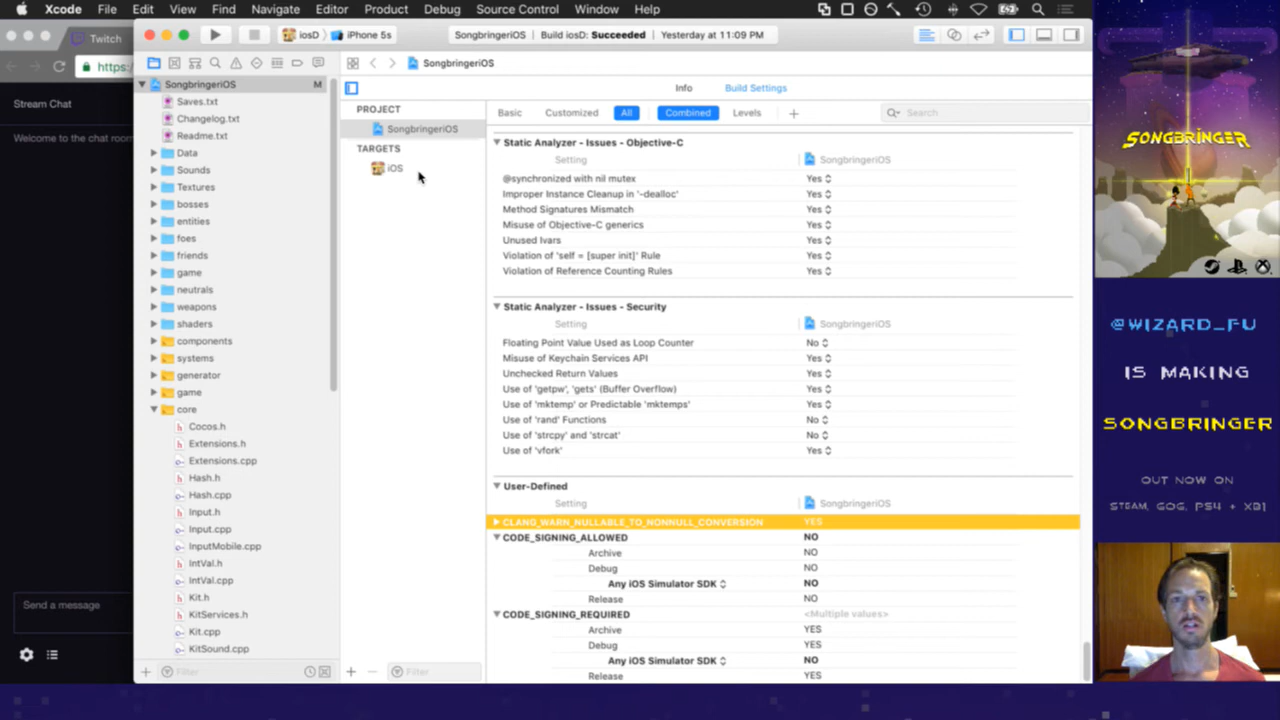 Xcode File Edit View Find Navigate Editor Product Debug Source Control Window Help
Twitch
https:
Stream Chat
Welcome to the chat room
Send a message
iosD iPhone 5s
SongbringeriOS | Build iosD: Succeeded | Yesterday at 11:09 PM
SongbringeriOS M
Saves.txt
Changelog.txt
Readme.txt
Data
Sounds
Textures
bosses
entities
foes
friends
game
neutrals
weapons
shaders
components
systems
generator
game
core
Cocos.h
Extensions.h
Extensions.cpp
Hash.h
Hash.cpp
Input.h
Input.cpp
InputMobile.cpp
IntVal.h
IntVal.cpp
Kit.h
KitServices.h
Kit.cpp
KitSound.cpp
Filter
SongbringeriOS
PROJECT
SongbringeriOS
TARGETS
iOS
Filter
Info Build Settings
Basic Customized All Combined Levels + Search
Static Analyzer - Issues - Objective-C
Setting SongbringeriOS
@synchronized with nil mutex Yes
Improper Instance Cleanup in '-dealloc' Yes
Method Signatures Mismatch Yes
Misuse of Objective-C generics Yes
Unused Ivars Yes
Violation of 'self = [super init]' Rule Yes
Violation of Reference Counting Rules Yes
Static Analyzer - Issues - Security
Setting SongbringeriOS
Floating Point Value Used as Loop Counter No
Misuse of Keychain Services API Yes
Unchecked Return Values Yes
Use of 'getpw', 'gets' (Buffer Overflow) Yes
Use of 'mktemp' or Predictable 'mktemps' Yes
Use of 'rand' Functions No
Use of 'strcpy' and 'strcat' No
Use of 'vfork' Yes
User-Defined
Setting SongbringeriOS
CLANG_WARN_NULLABLE_TO_NONNULL_CONVERSION YES
CODE_SIGNING_ALLOWED NO
Archive NO
Debug NO
Any iOS Simulator SDK NO
Release NO
CODE_SIGNING_REQUIRED <Multiple values>
Archive YES
Debug YES
Any iOS Simulator SDK NO
Release YES
SONGBRINGER
@WIZARD_FU
IS MAKING
SONGBRINGER
OUT NOW ON
STEAM, GOG, PS4 + XB1